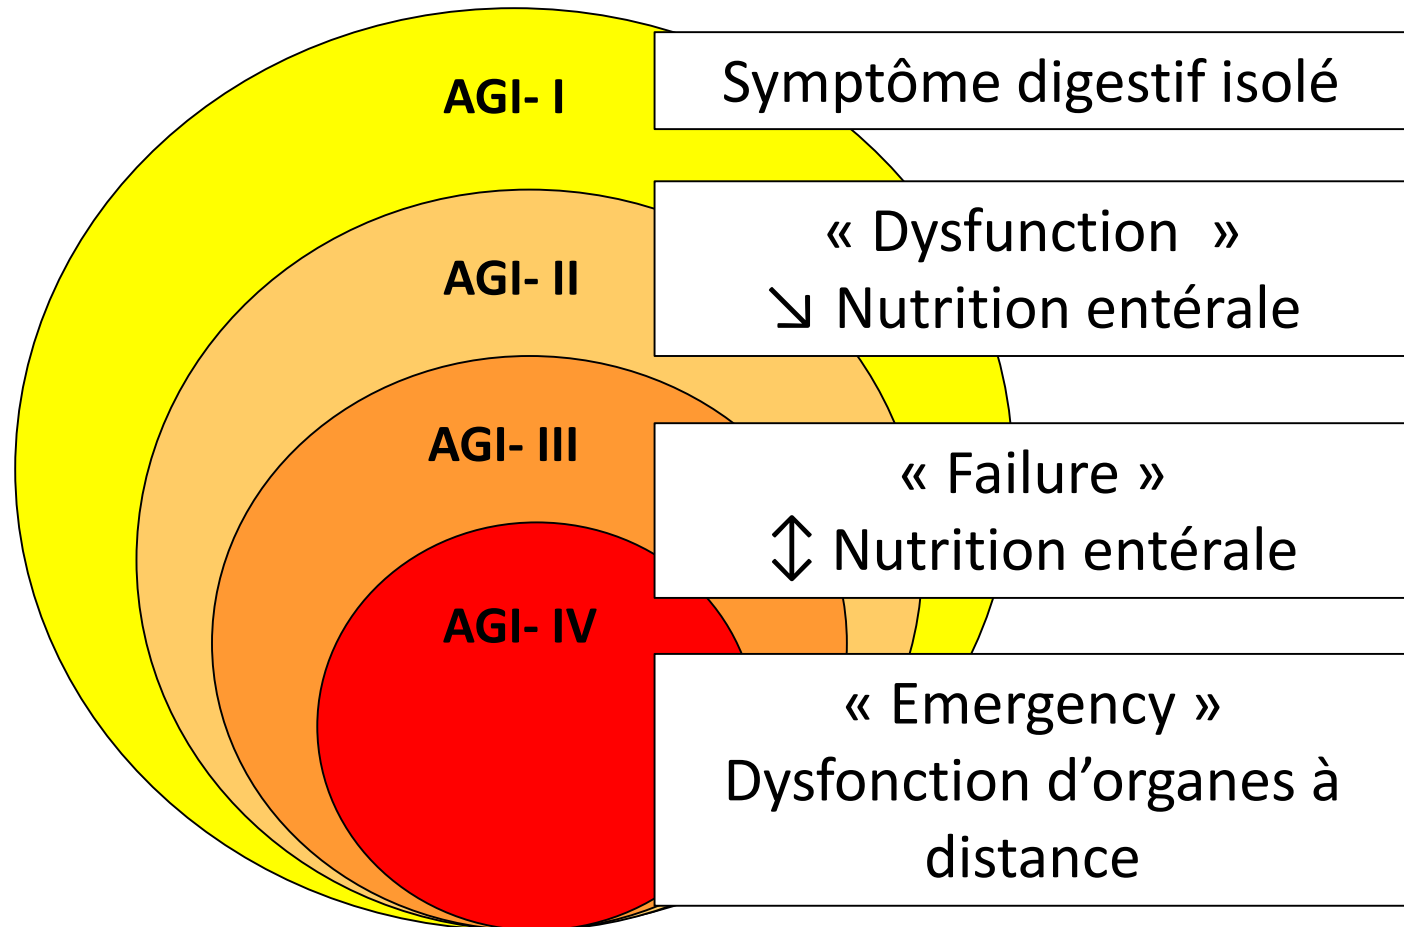 AGI- I
Symptôme digestif isolé
AGI- II
« Dysfunction »
↘ Nutrition entérale
AGI- III
« Failure »
↕ Nutrition entérale
AGI- IV
« Emergency »
Dysfonction d’organes à
distance